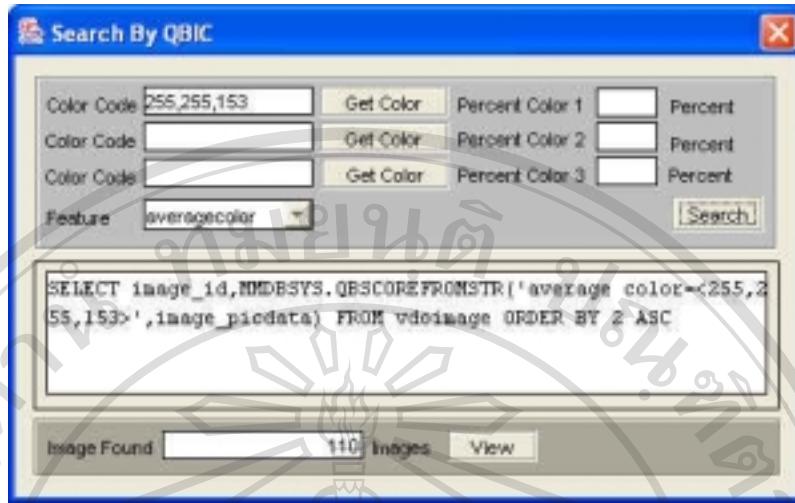 Search By QBIC
Color Code 255,255,153 Get Color Percent Color 1 Percent
Color Code Get Color Percent Color 2 Percent
Color Code Get Color Percent Color 3 Percent
Feature averagecolor Search
SELECT image_id,MMDBSYS.QBSCOREFROMSTR('average color=<255,2
55,153>',image_picdata) FROM vdoimage ORDER BY 2 ASC
Image Found 110 Images View